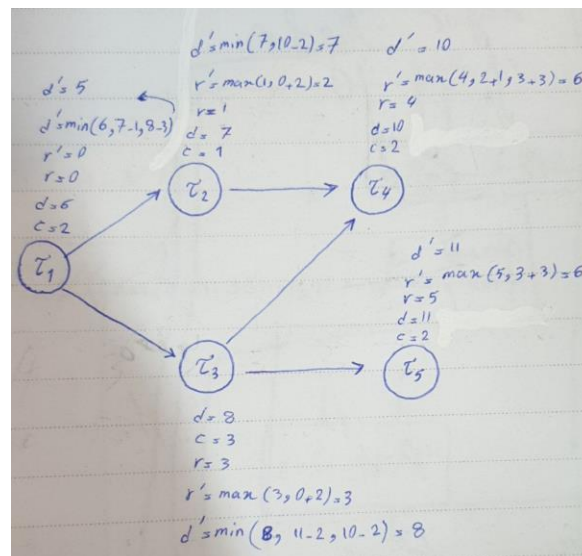 d'=min(7,10-2)=7
r'=max(1,0+2)=2
r=1
d=7
c=1
τ2
d'=10
r'=max(4,2+1,3+3)=6
r=4
d=10
c=2
τ4
d'=5
d'=min(6,7-1,8-3)
r'=0
r=0
d=6
c=2
τ1
d'=11
r'=max(5,3+3)=6
r=5
d=11
c=2
τ5
τ3
d=8
c=3
r=3
r'=max(3,0+2)=3
d'=min(8,11-2,10-2)=8